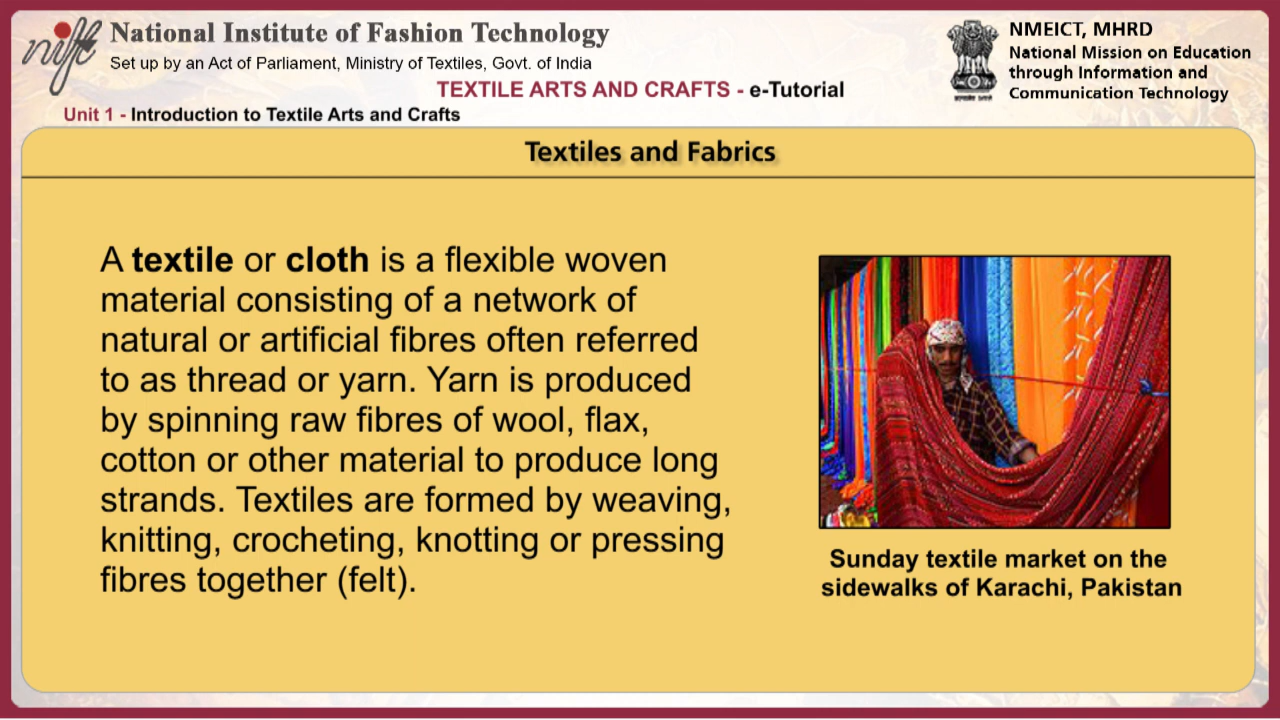 nift
National Institute of Fashion Technology
Set up by an Act of Parliament, Ministry of Textiles, Govt. of India
NMEICT, MHRD
National Mission on Education
through Information and
Communication Technology
TEXTILE ARTS AND CRAFTS - e-Tutorial
Unit 1 - Introduction to Textile Arts and Crafts
Textiles and Fabrics
A textile or cloth is a flexible woven
material consisting of a network of
natural or artificial fibres often referred
to as thread or yarn. Yarn is produced
by spinning raw fibres of wool, flax,
cotton or other material to produce long
strands. Textiles are formed by weaving,
knitting, crocheting, knotting or pressing
fibres together (felt).
Sunday textile market on the
sidewalks of Karachi, Pakistan